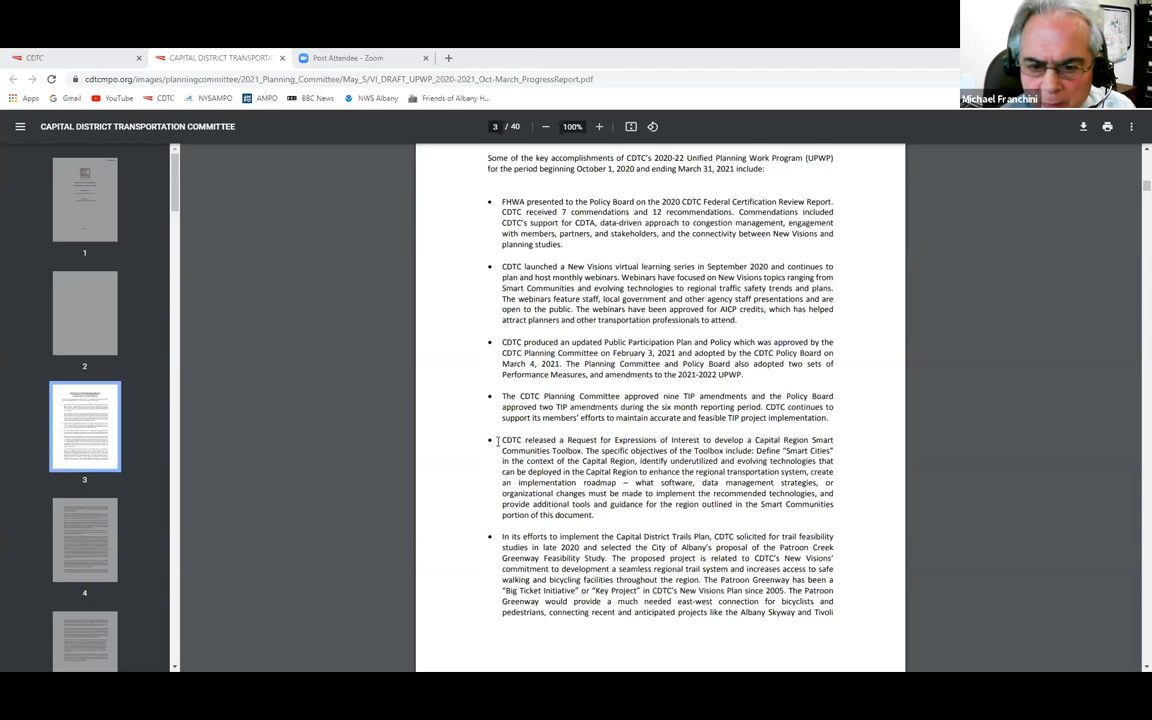 CDTC
CAPITAL DISTRICT TRANSPORTA
Post Attendee - Zoom
cdtcmpo.org/images/planningcommittee/2021_Planning_Committee/May_5/VI_DRAFT_UPWP_2020-2021_Oct-March_ProgressReport.pdf
Apps Gmail YouTube CDTC NYSAMPO AMPO BBC News NWS Albany Friends of Albany H...
Michael Franchini
CAPITAL DISTRICT TRANSPORTATION COMMITTEE
3 / 40
100%
1
2
3
4
Some of the key accomplishments of CDTC's 2020-22 Unified Planning Work Program (UPWP)
for the period beginning October 1, 2020 and ending March 31, 2021 include:
• FHWA presented to the Policy Board on the 2020 CDTC Federal Certification Review Report.
CDTC received 7 commendations and 12 recommendations. Commendations included
CDTC's support for CDTA, data-driven approach to congestion management, engagement
with members, partners, and stakeholders, and the connectivity between New Visions and
planning studies.
• CDTC launched a New Visions virtual learning series in September 2020 and continues to
plan and host monthly webinars. Webinars have focused on New Visions topics ranging from
Smart Communities and evolving technologies to regional traffic safety trends and plans.
The webinars feature staff, local government and other agency staff presentations and are
open to the public. The webinars have been approved for AICP credits, which has helped
attract planners and other transportation professionals to attend.
• CDTC produced an updated Public Participation Plan and Policy which was approved by the
CDTC Planning Committee on February 3, 2021 and adopted by the CDTC Policy Board on
March 4, 2021. The Planning Committee and Policy Board also adopted two sets of
Performance Measures, and amendments to the 2021-2022 UPWP.
• The CDTC Planning Committee approved nine TIP amendments and the Policy Board
approved two TIP amendments during the six month reporting period. CDTC continues to
support its members' efforts to maintain accurate and feasible TIP project implementation.
• CDTC released a Request for Expressions of Interest to develop a Capital Region Smart
Communities Toolbox. The specific objectives of the Toolbox include: Define "Smart Cities"
in the context of the Capital Region, identify underutilized and evolving technologies that
can be deployed in the Capital Region to enhance the regional transportation system, create
an implementation roadmap – what software, data management strategies, or
organizational changes must be made to implement the recommended technologies, and
provide additional tools and guidance for the region outlined in the Smart Communities
portion of this document.
• In its efforts to implement the Capital District Trails Plan, CDTC solicited for trail feasibility
studies in late 2020 and selected the City of Albany's proposal of the Patroon Creek
Greenway Feasibility Study. The proposed project is related to CDTC's New Visions'
commitment to development a seamless regional trail system and increases access to safe
walking and bicycling facilities throughout the region. The Patroon Greenway has been a
"Big Ticket Initiative" or "Key Project" in CDTC's New Visions Plan since 2005. The Patroon
Greenway would provide a much needed east-west connection for bicyclists and
pedestrians, connecting recent and anticipated projects like the Albany Skyway and Tivoli